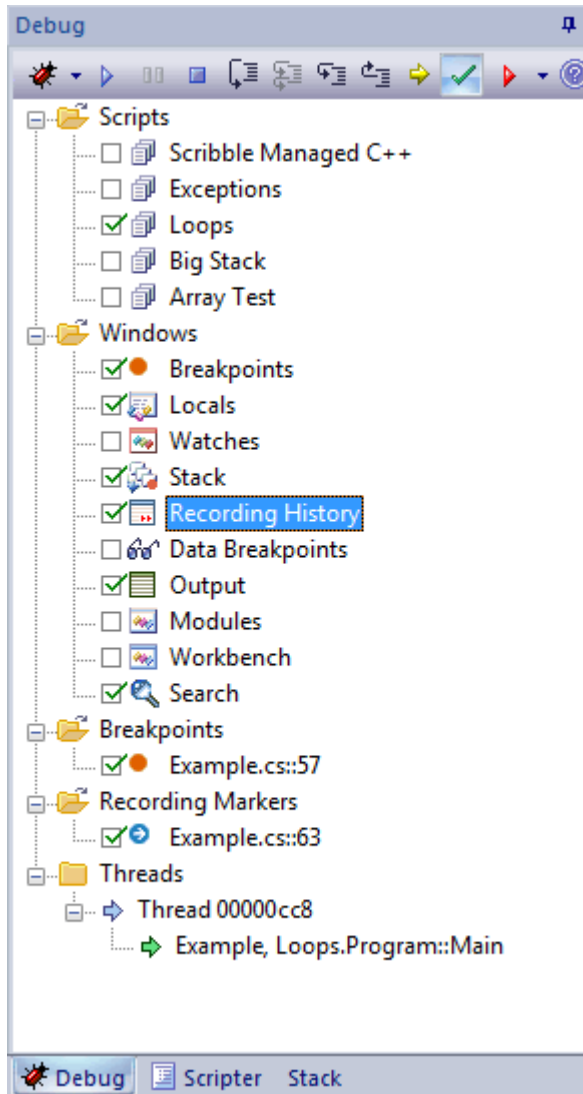 Debug
Scripts
Scribble Managed C++
Exceptions
Loops
Big Stack
Array Test
Windows
Breakpoints
Locals
Watches
Stack
Recording History
Data Breakpoints
Output
Modules
Workbench
Search
Breakpoints
Example.cs::57
Recording Markers
Example.cs::63
Threads
Thread 00000cc8
Example, Loops.Program::Main
Debug Scripter Stack